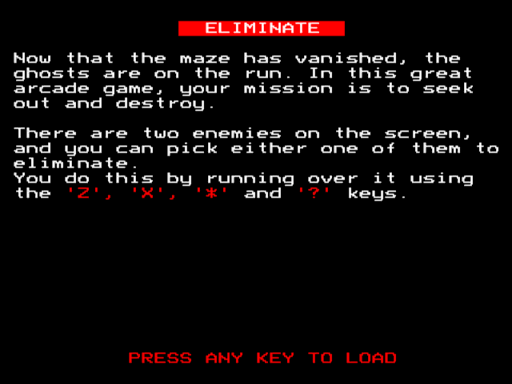 ELIMINATE
Now that the maze has vanished, the
ghosts are on the run. In this great
arcade game, your mission is to seek
out and destroy.
There are two enemies on the screen,
and you can pick either one of them to
eliminate.
You do this by running over it using
the 'Z', 'X', '*' and '?' keys.
PRESS ANY KEY TO LOAD